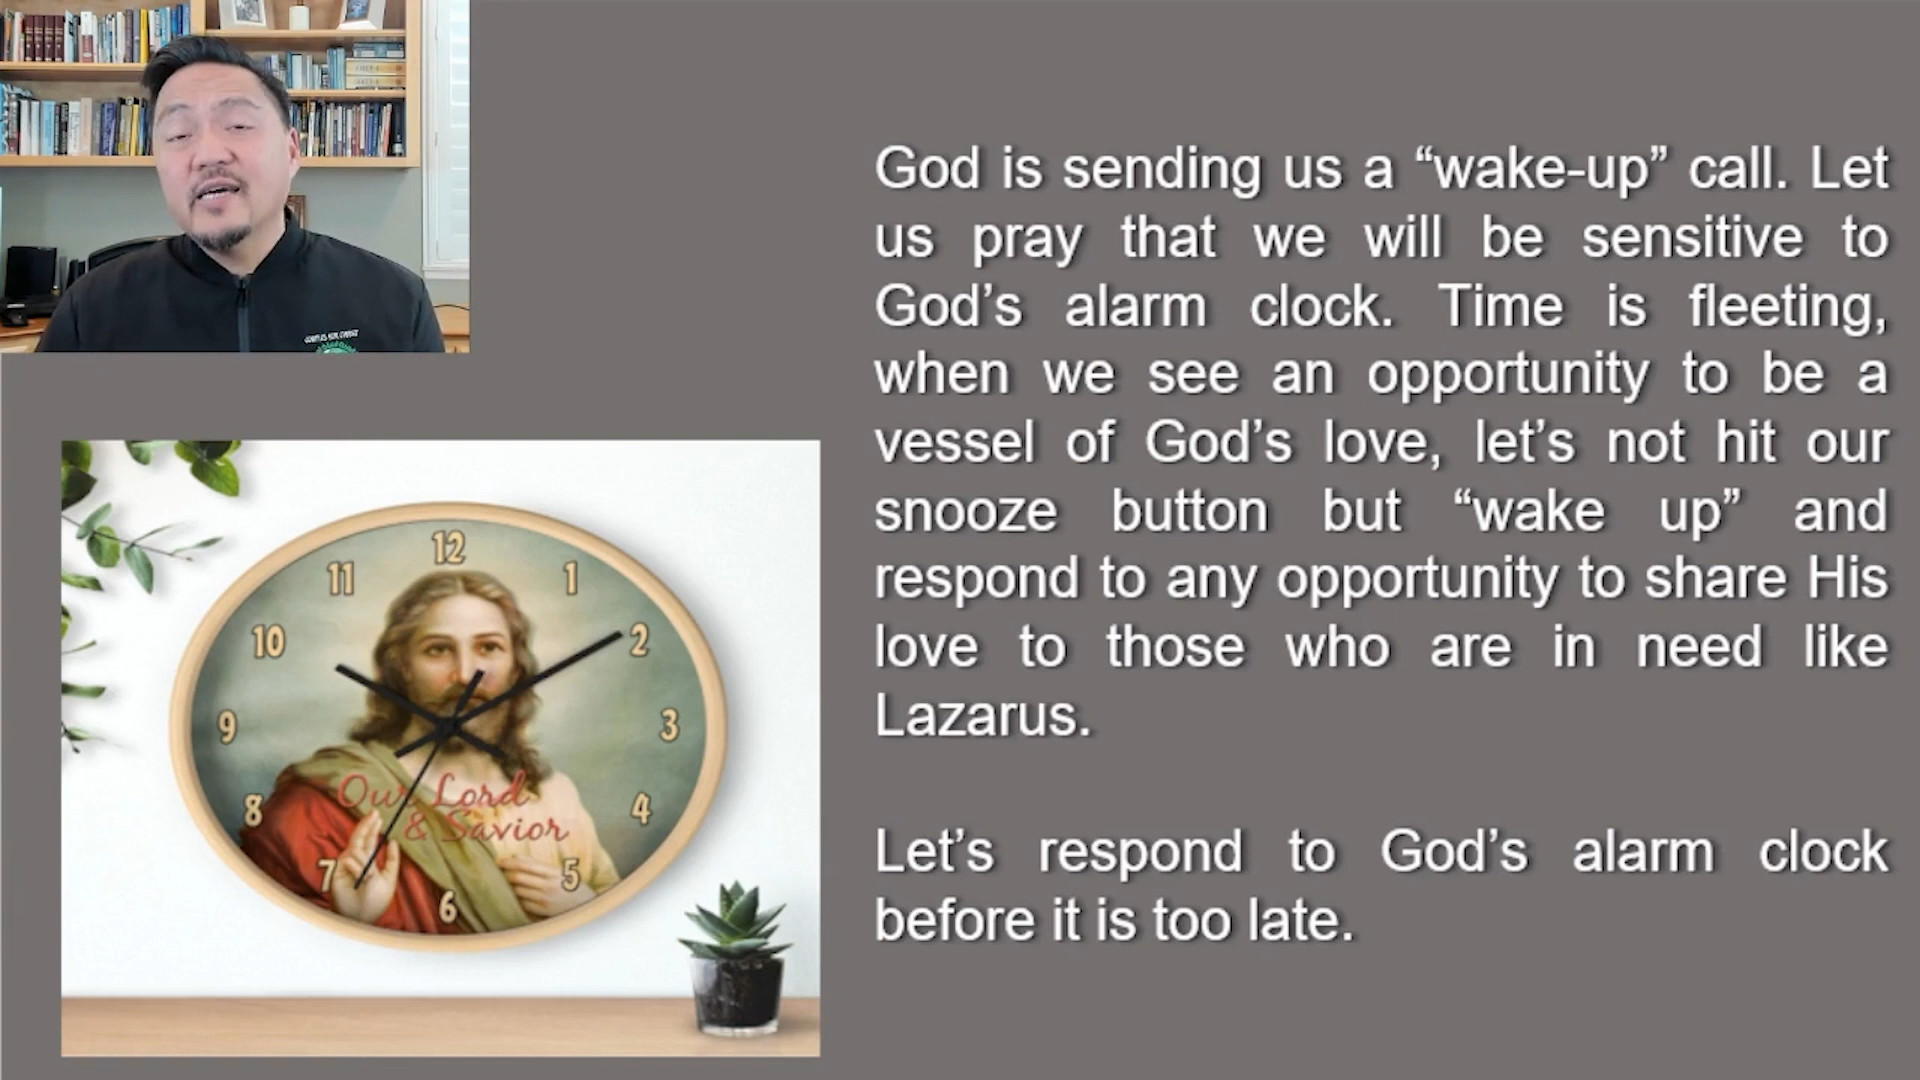 God is sending us a “wake-up” call. Let
us pray that we will be sensitive to
God’s alarm clock. Time is fleeting,
when we see an opportunity to be a
vessel of God’s love, let’s not hit our
snooze button but “wake up” and
respond to any opportunity to share His
love to those who are in need like
Lazarus.
Let’s respond to God’s alarm clock
before it is too late.
12
11
1
10
2
9
3
8
4
7
5
6
Our Lord
& Savior